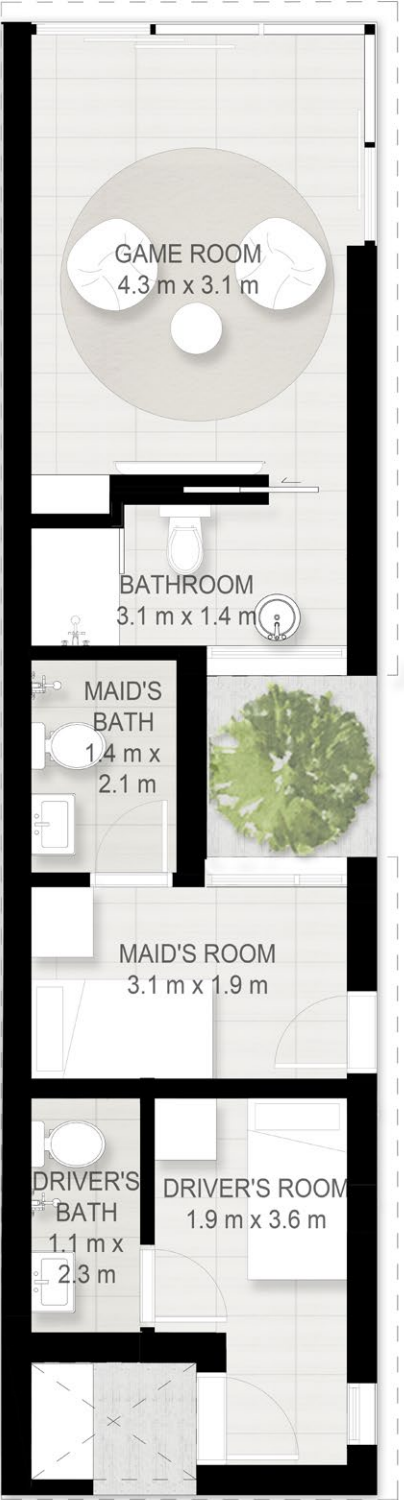 GAME ROOM
4.3 m x 3.1 m
BATHROOM
3.1 m x 1.4 m
MAID'S
BATH
1.4 m x
2.1 m
MAID'S ROOM
3.1 m x 1.9 m
DRIVER'S
BATH
1.1 m x
2.3 m
DRIVER'S ROOM
1.9 m x 3.6 m